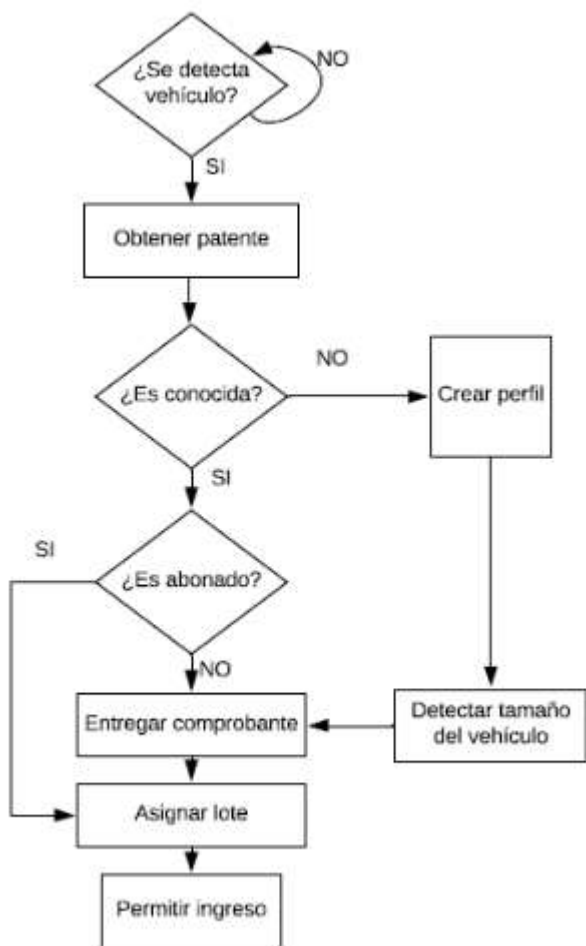 ¿Se detecta
vehículo?
NO
SI
Obtener patente
¿Es conocida?
NO
Crear perfil
SI
¿Es abonado?
SI
NO
Entregar comprobante
Detectar tamaño
del vehículo
Asignar lote
Permitir ingreso